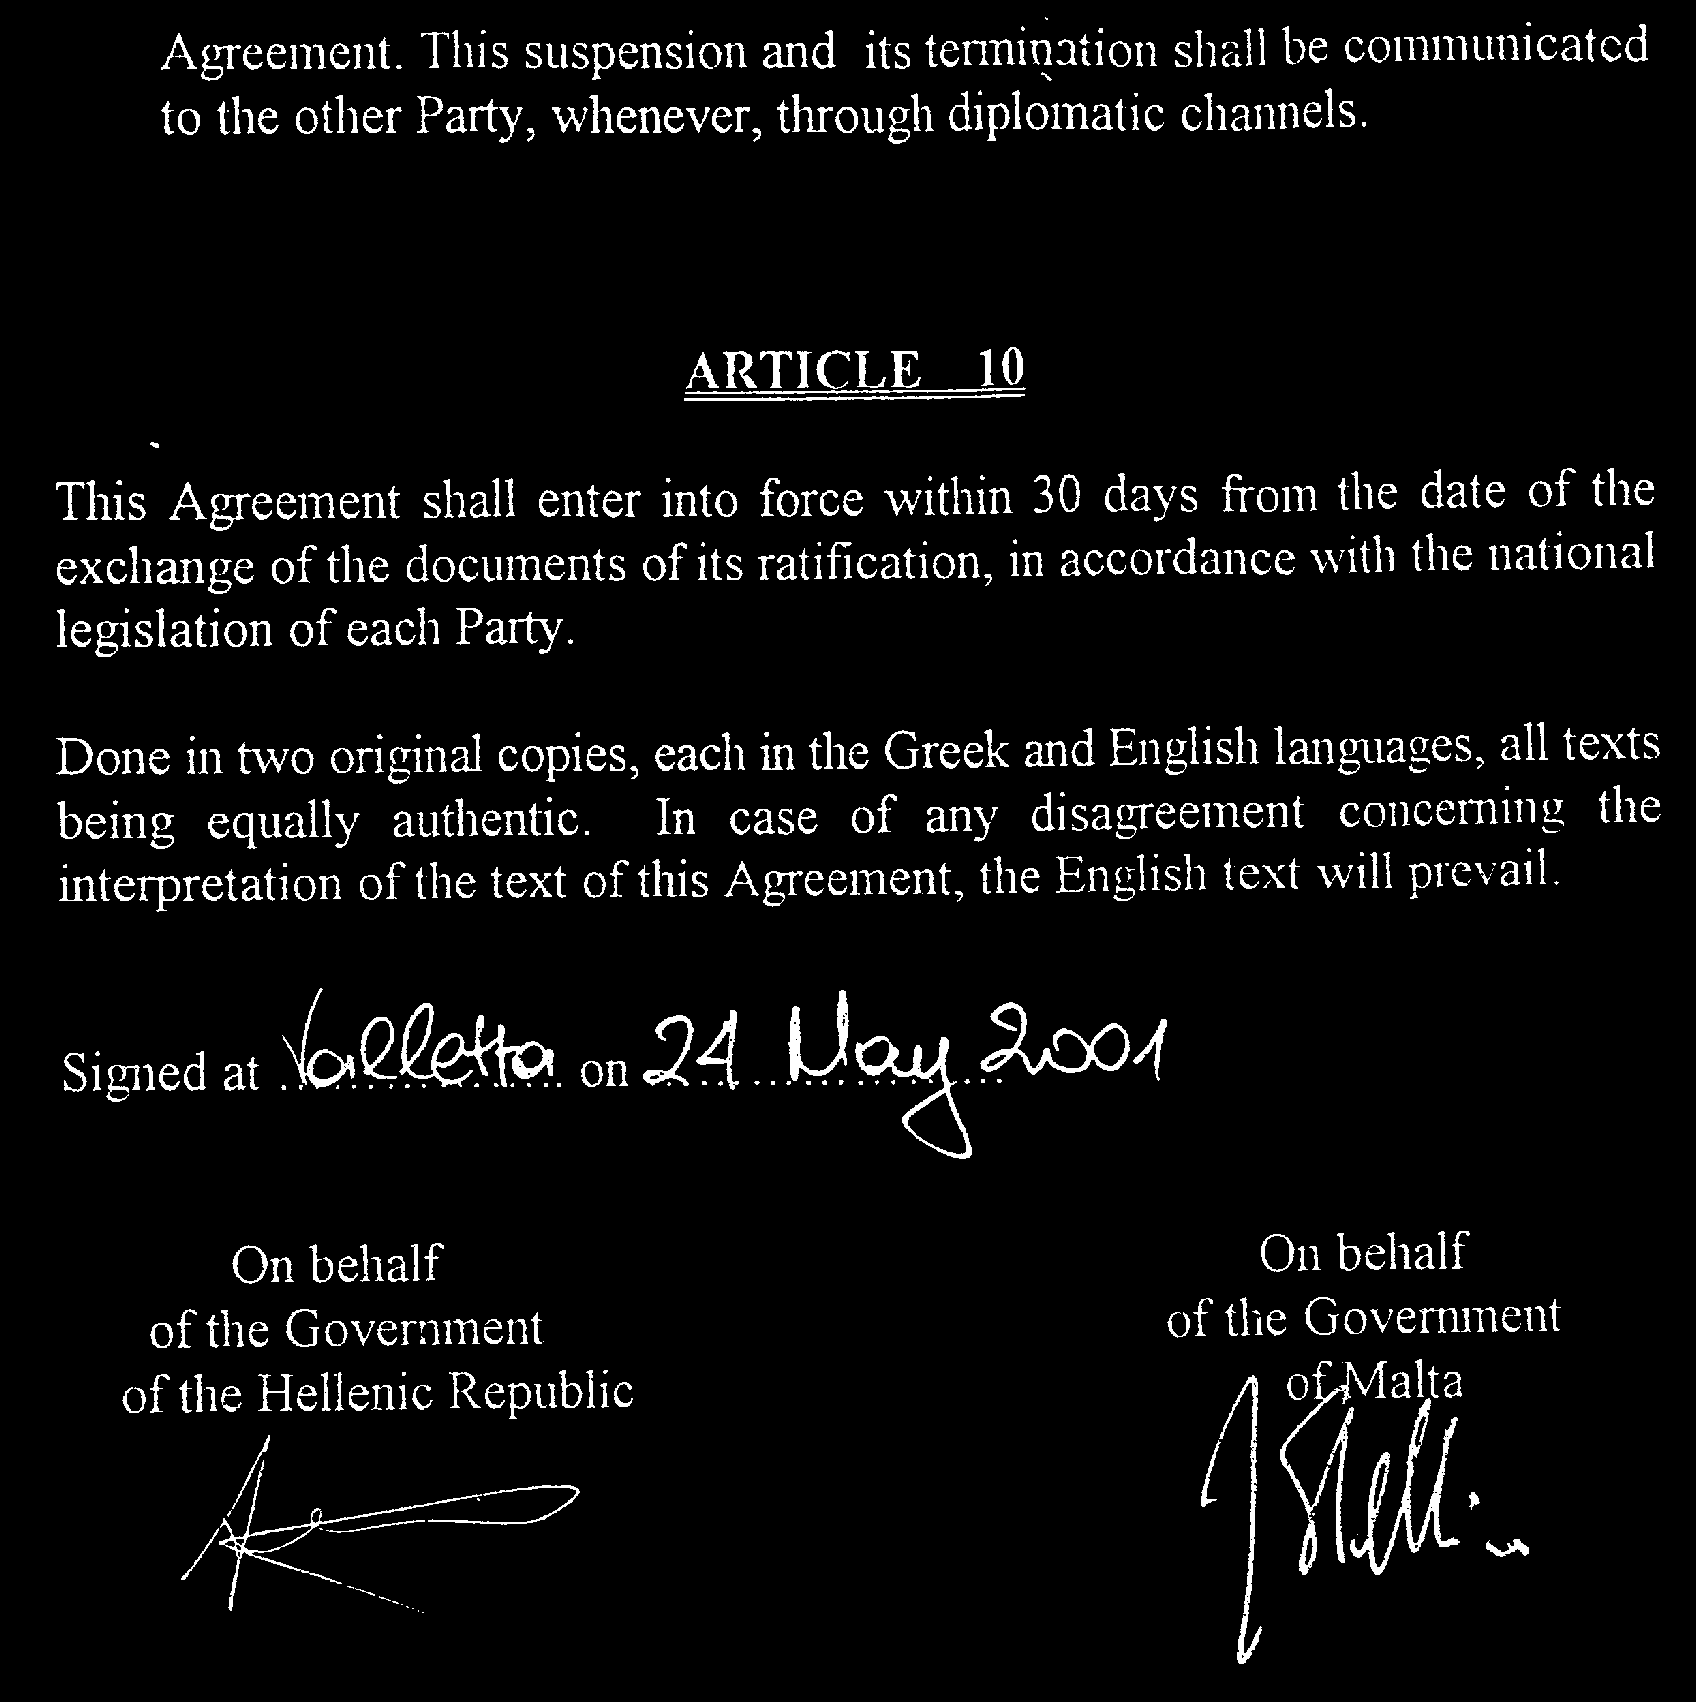 Agreement. This suspension and its termination shall be communicated
to the other Party, whenever, through diplomatic channels.
ARTICLE 10
This Agreement shall enter into force within 30 days from the date of the
exchange of the documents of its ratification, in accordance with the national
legislation of each Party.
Done in two original copies, each in the Greek and English languages, all texts
being equally authentic. In case of any disagreement concerning the
interpretation of the text of this Agreement, the English text will prevail.
Signed at Valletta on 24 May 2001
On behalf
of the Government
of the Hellenic Republic
On behalf
of the Government
of Malta